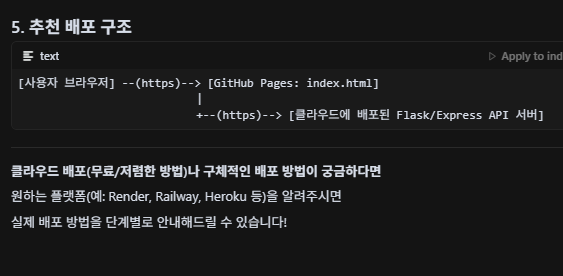 5. 추천 배포 구조
text
Apply to ind
[사용자 브라우저] --(https)--> [GitHub Pages: index.html]
|
+--(https)--> [클라우드에 배포된 Flask/Express API 서버]
클라우드 배포(무료/저렴한 방법)나 구체적인 배포 방법이 궁금하다면
원하는 플랫폼(예: Render, Railway, Heroku 등)을 알려주시면
실제 배포 방법을 단계별로 안내해드릴 수 있습니다!